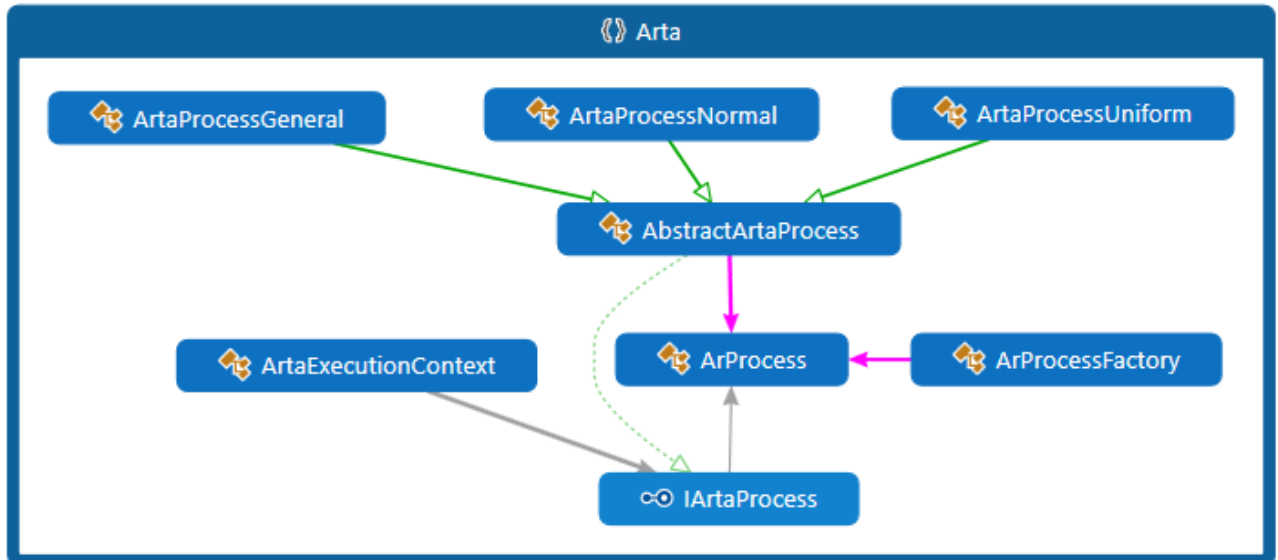 Arta
ArtaProcessGeneral
ArtaProcessNormal
ArtaProcessUniform
AbstractArtaProcess
ArtaExecutionContext
ArProcess
ArProcessFactory
IArtaProcess